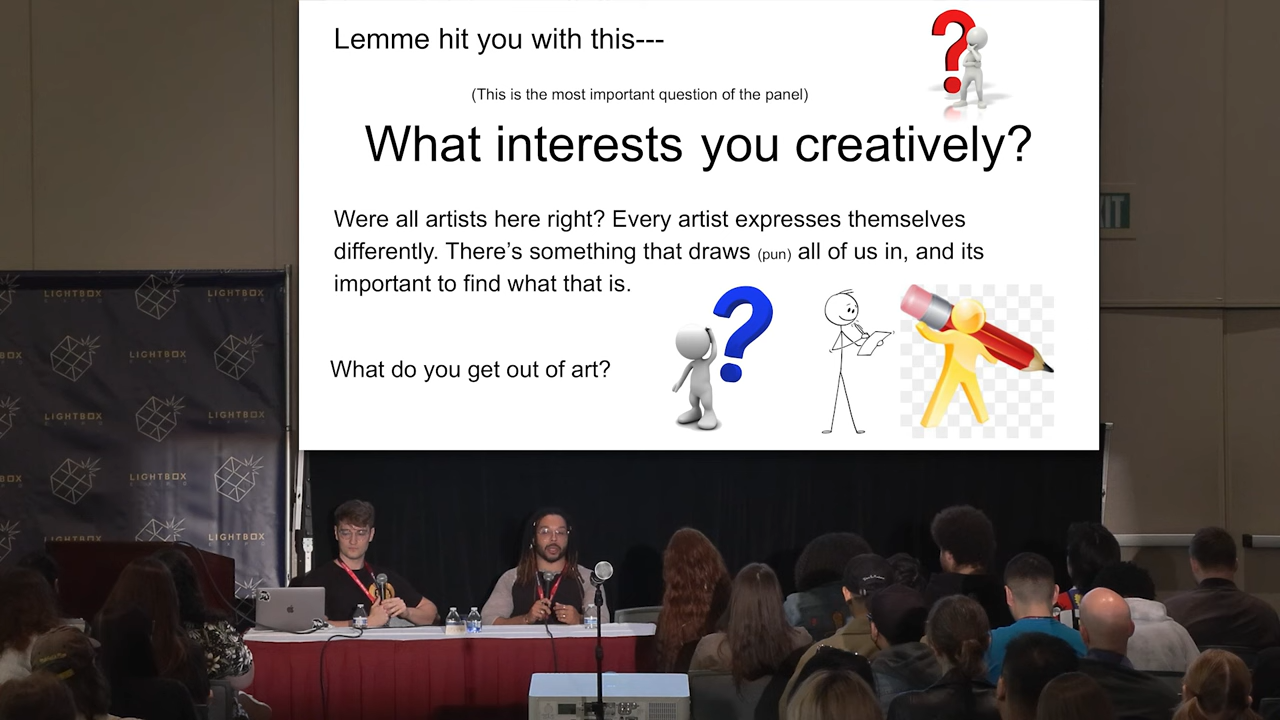 Lemme hit you with this---
(This is the most important question of the panel)
What interests you creatively?
Were all artists here right? Every artist expresses themselves
differently. There's something that draws (pun) all of us in, and its
important to find what that is.
What do you get out of art?
LIGHTBOX
LIGHTBOX
LIGHTBOX
LIGHTBOX
LIGHTBOX
LIGHTBOX
LIGHTBOX